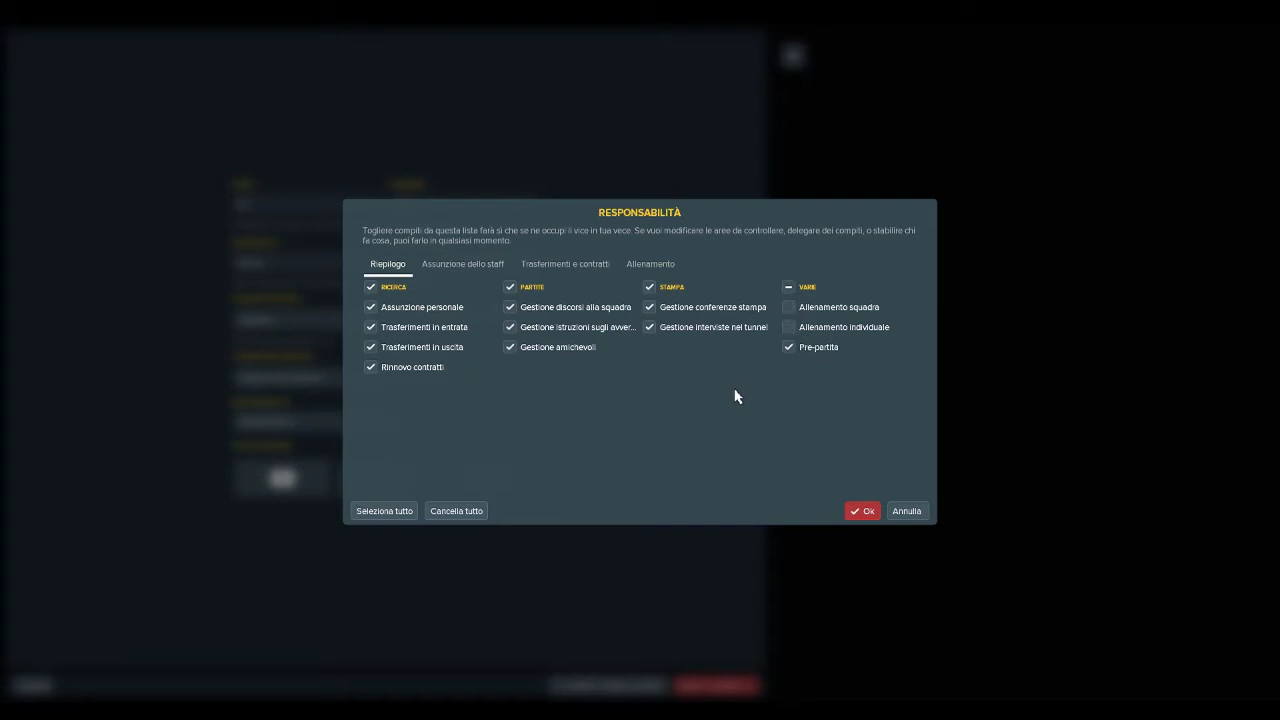 RESPONSABILITÀ
Togliere compiti da questa lista farà sì che se ne occupi il vice in tua vece. Se vuoi modificare le aree da controllare, delegare dei compiti, o stabilire chi
fa cosa, puoi farlo in qualsiasi momento.
Riepilogo Assunzione dello staff Trasferimenti e contratti Allenamento
RICERCA PARTITE STAMPA VARIE
Assunzione personale Gestione discorsi alla squadra Gestione conferenze stampa Allenamento squadra
Trasferimenti in entrata Gestione istruzioni sugli avver... Gestione interviste nel tunnel Allenamento individuale
Trasferimenti in uscita Gestione amichevoli Pre-partita
Rinnovo contratti
Seleziona tutto Cancella tutto Ok Annulla